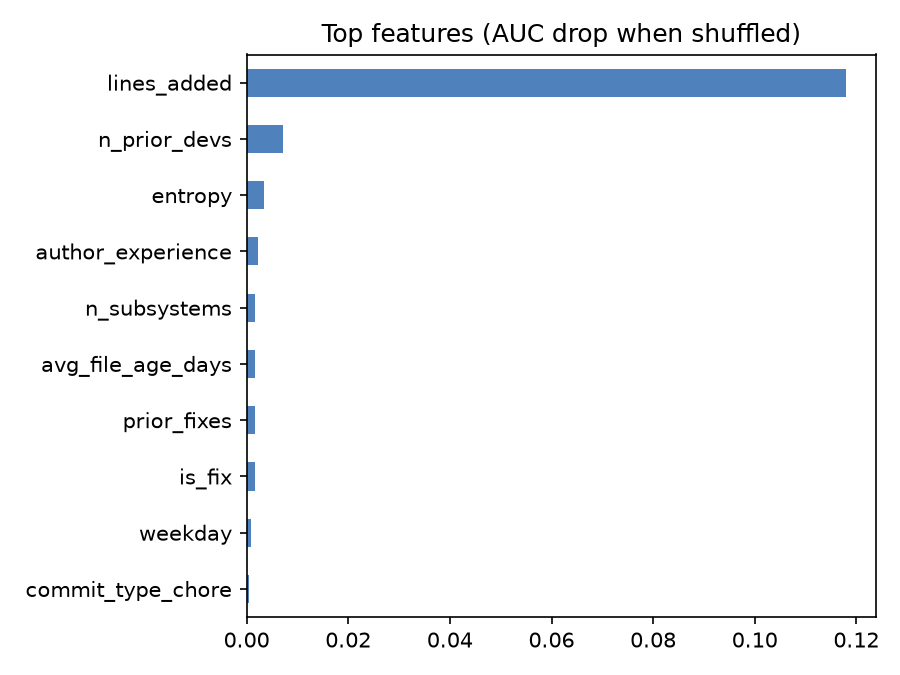 Top features (AUC drop when shuffled)
lines_added
n_prior_devs
entropy
author_experience
n_subsystems
avg_file_age_days
prior_fixes
is_fix
weekday
commit_type_chore
0.00 0.02 0.04 0.06 0.08 0.10 0.12